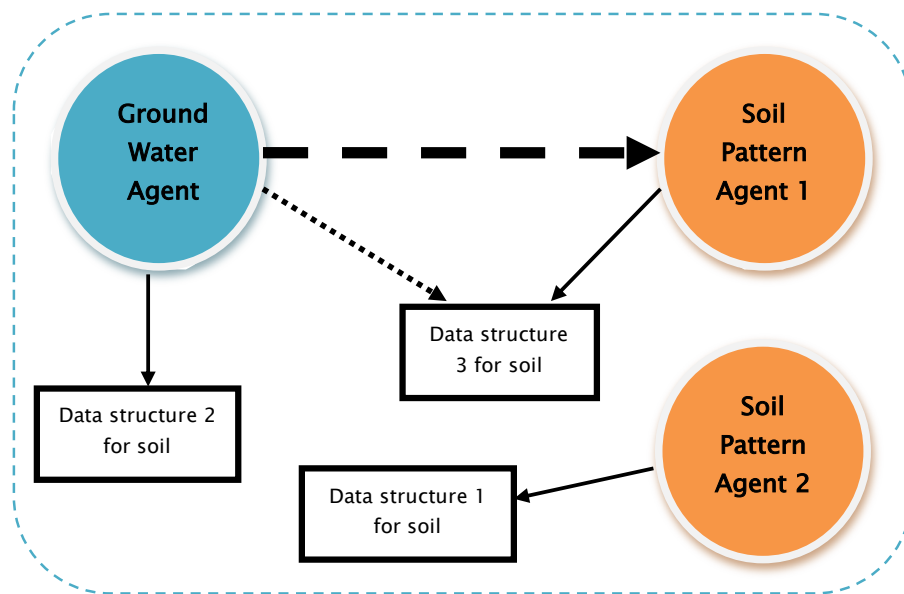 Ground
Water
Agent
Soil
Pattern
Agent 1
Data structure
3 for soil
Data structure 2
for soil
Soil
Pattern
Agent 2
Data structure 1
for soil